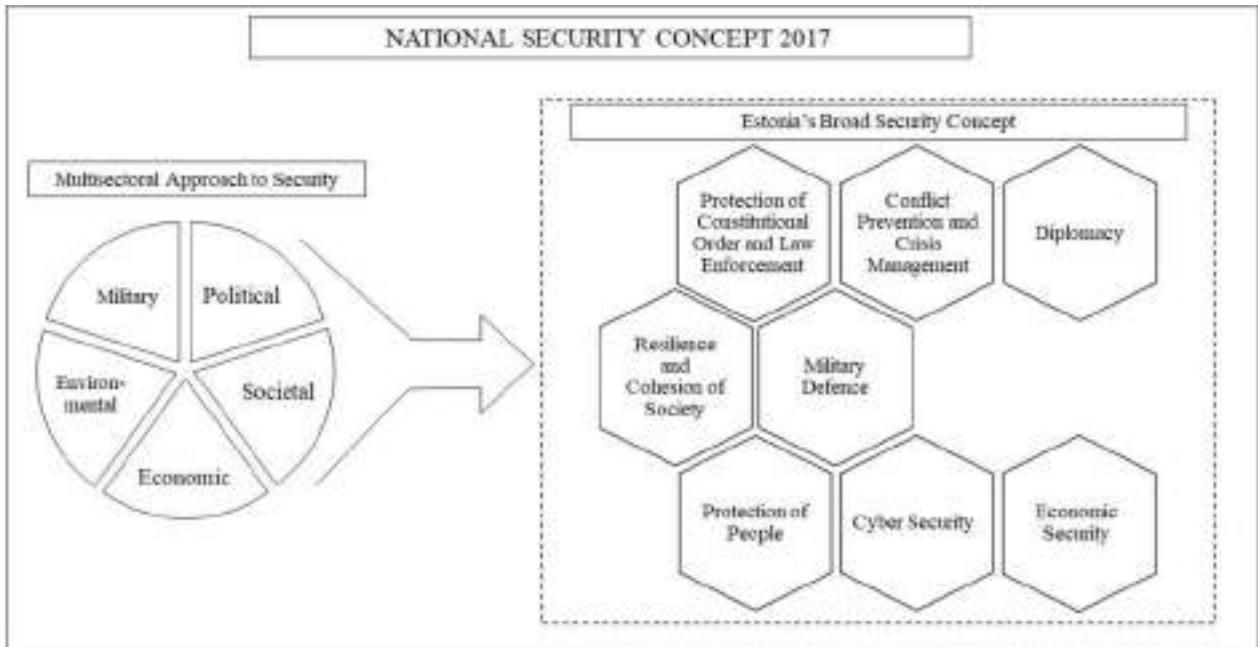 NATIONAL SECURITY CONCEPT 2017
Multisectoral Approach to Security
Military
Political
Environ-
mental
Societal
Economic
Estonia's Broad Security Concept
Protection of
Constitutional
Order and Law
Enforcement
Conflict
Prevention and
Crisis
Management
Diplomacy
Resilience
and
Cohesion of
Society
Military
Defence
Protection of
People
Cyber Security
Economic
Security